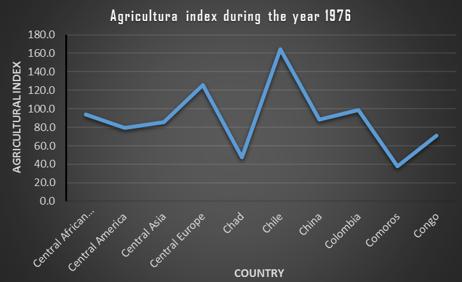 Agricultura index during the year 1976
180.0
160.0
140.0
120.0
100.0
80.0
60.0
40.0
20.0
0.0
AGRICULTURAL INDEX
Central African...
Central America
Central Asia
Central Europe
Chad
Chile
China
Colombia
Comoros
Congo
COUNTRY